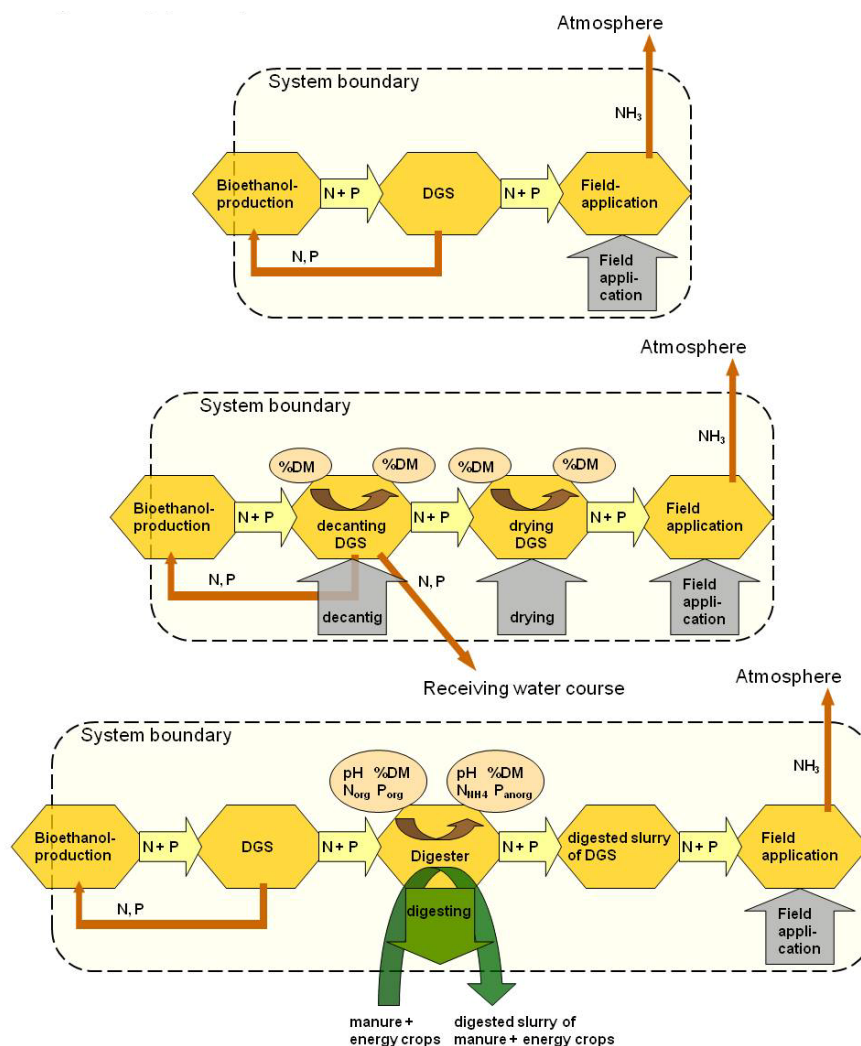 Atmosphere
System boundary
NH3
Bioethanol-
production
N + P
DGS
N + P
Field-
application
N, P
Field
appli-
cation
Atmosphere
System boundary
NH3
%DM
%DM
%DM
%DM
Bioethanol-
production
N + P
decanting
DGS
N + P
drying
DGS
N + P
Field
application
N, P
N, P
decantig
drying
Field
appli-
cation
Receiving water course
Atmosphere
System boundary
NH3
pH %DM
Norg Porg
pH %DM
NNH4 Panorg
Bioethanol-
production
N + P
DGS
N + P
Digester
N + P
digested slurry
of DGS
N + P
Field
application
N, P
digesting
Field
appli-
cation
manure +
energy crops
digested slurry of
manure + energy crops